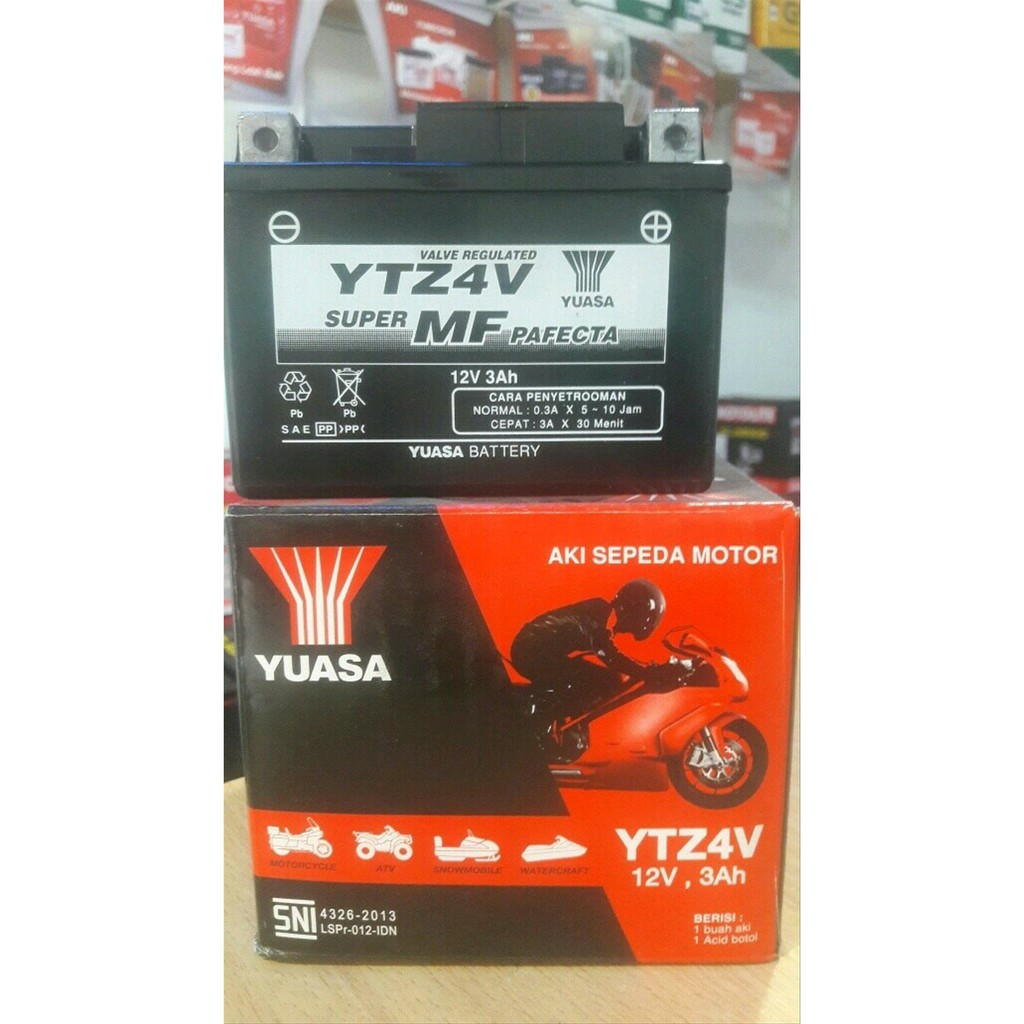 VALVE REGULATED
YTZ4V
YUASA
SUPER MF PAFECTA
12V 3Ah
CARA PENYETROOMAN
NORMAL : 0.3A X 5 ~ 10 Jam
CEPAT : 3A X 30 Menit
Pb Pb
SAE >PP< >PP<
YUASA BATTERY
AKI SEPEDA MOTOR
YUASA
YTZ4V
12V , 3Ah
MOTORCYCLE ATV SNOWMOBILE WATERCRAFT
SNI 4326-2013
LSPr-012-IDN
BERISI :
1 buah aki
1 Acid botol